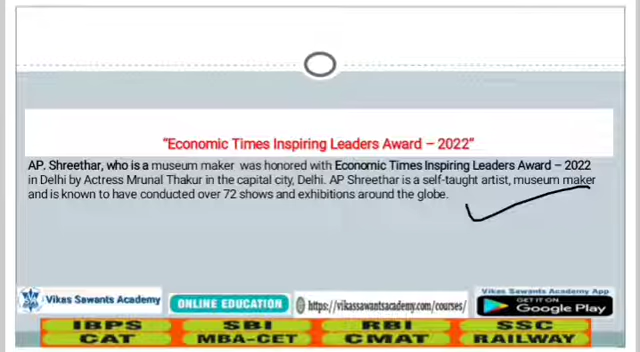 “Economic Times Inspiring Leaders Award – 2022”
AP. Shreethar, who is a museum maker was honored with Economic Times Inspiring Leaders Award – 2022
in Delhi by Actress Mrunal Thakur in the capital city, Delhi. AP Shreethar is a self-taught artist, museum maker
and is known to have conducted over 72 shows and exhibitions around the globe.
Vikas Sawants Academy
ONLINE EDUCATION
https://vikassawantsacademy.com/courses/
Vikas Sawants Academy App
GET IT ON
Google Play
IBPS SBI RBI SSC
CAT MBA-CET CMAT RAILWAY